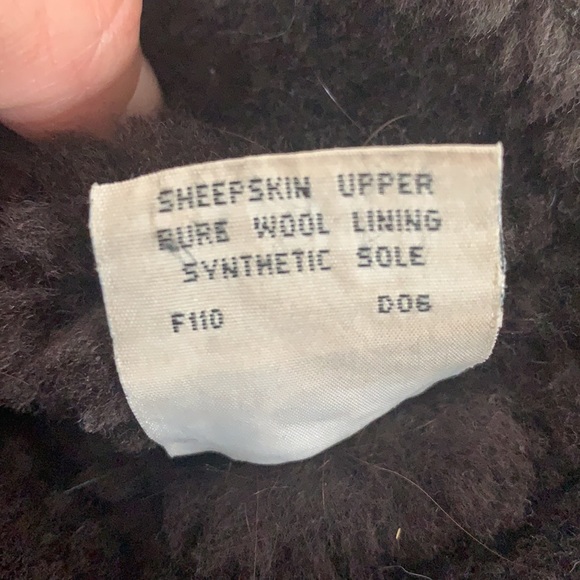 SHEEPSKIN UPPER
PURE WOOL LINING
SYNTHETIC SOLE
F110 D06